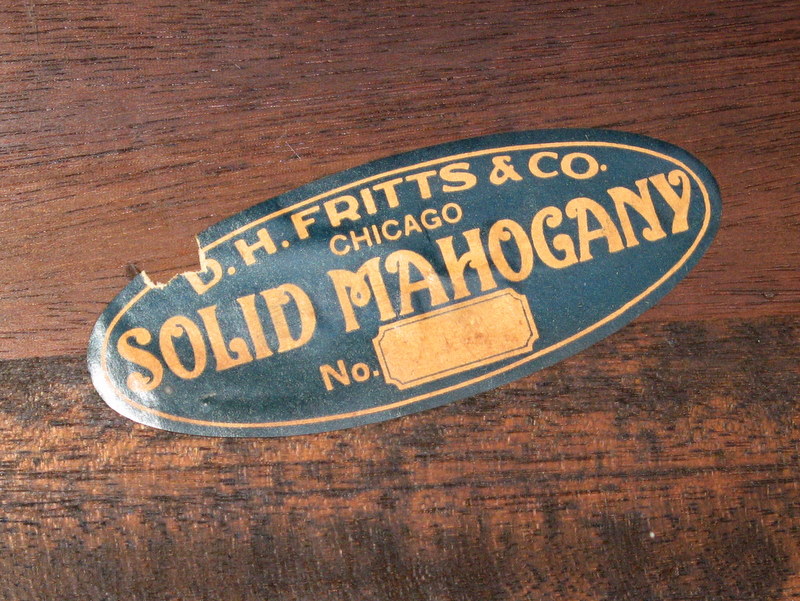 D. H. FRITTS & CO.
CHICAGO
SOLID MAHOGANY
No.